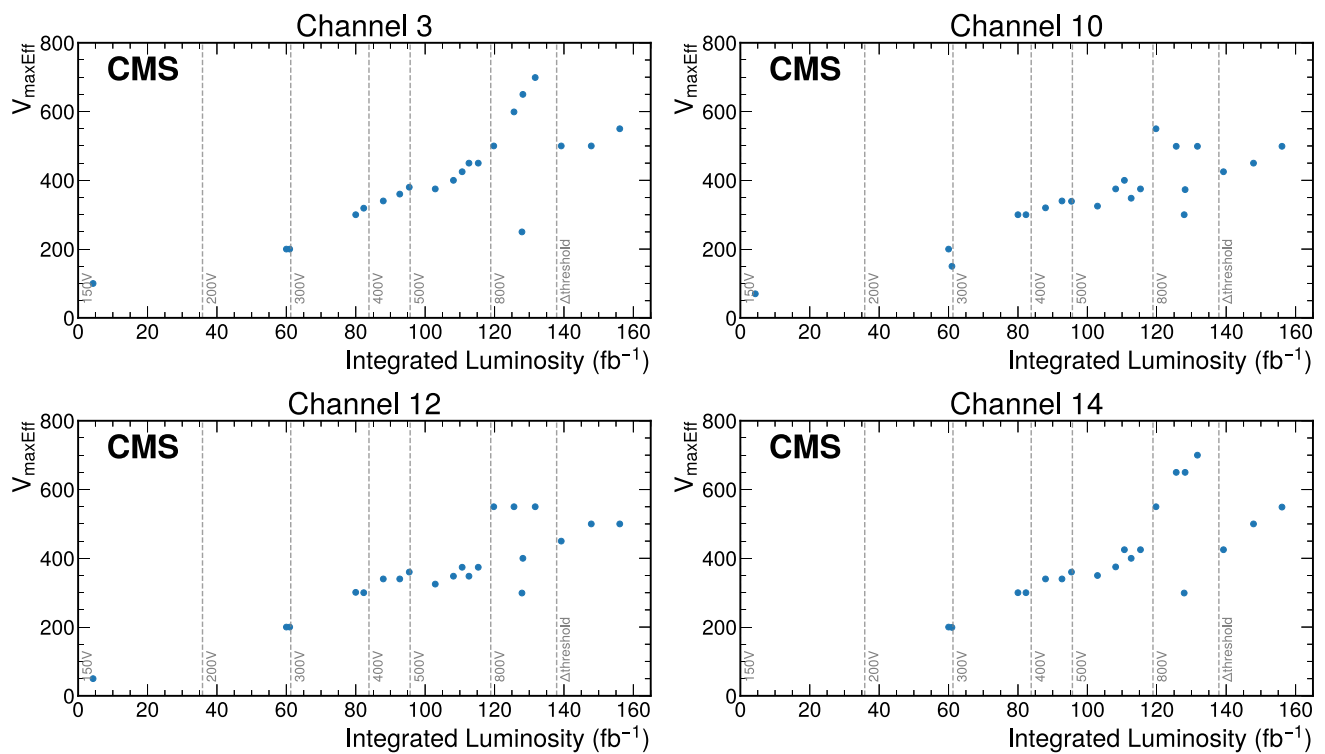 Channel 3
Channel 10
800
600
400
200
0
V_maxEff
CMS
150V
200V
300V
400V
500V
800V
Δthreshold
0 20 40 60 80 100 120 140 160
Integrated Luminosity (fb⁻¹)
800
600
400
200
0
V_maxEff
CMS
150V
200V
300V
400V
500V
800V
Δthreshold
0 20 40 60 80 100 120 140 160
Integrated Luminosity (fb⁻¹)
Channel 12
Channel 14
800
600
400
200
0
V_maxEff
CMS
150V
200V
300V
400V
500V
800V
Δthreshold
0 20 40 60 80 100 120 140 160
Integrated Luminosity (fb⁻¹)
800
600
400
200
0
V_maxEff
CMS
150V
200V
300V
400V
500V
800V
Δthreshold
0 20 40 60 80 100 120 140 160
Integrated Luminosity (fb⁻¹)